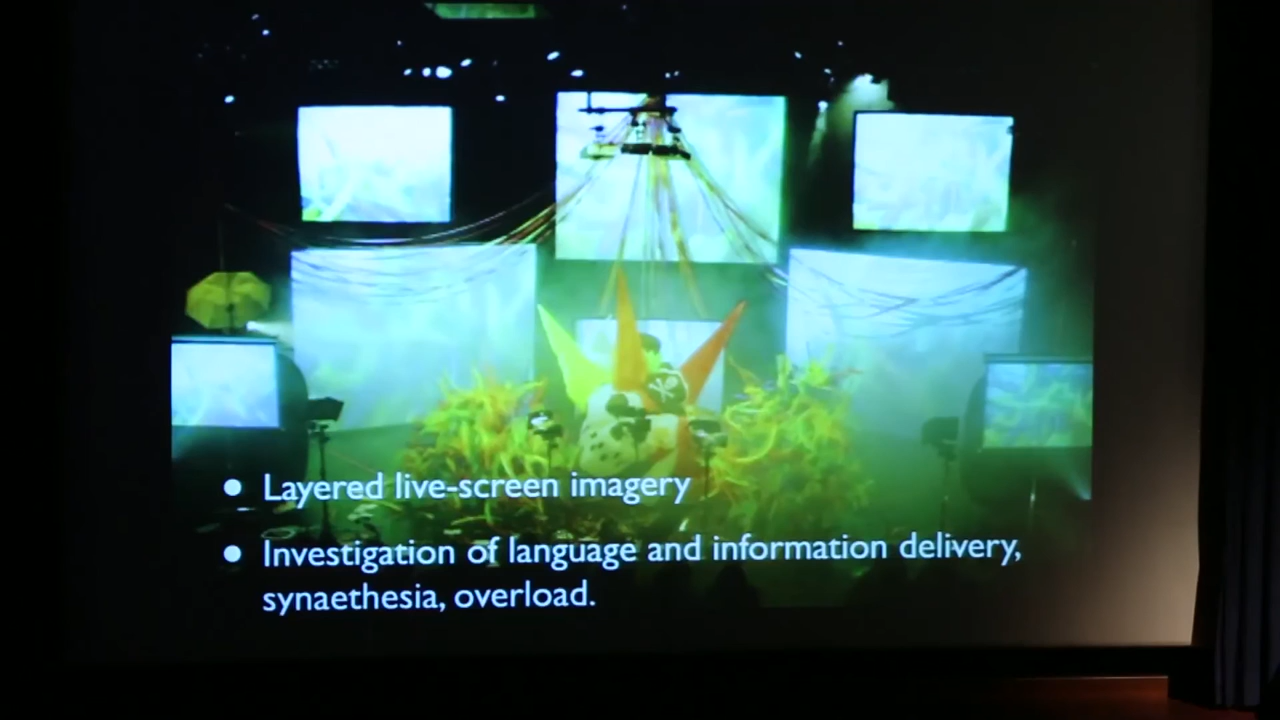 ● Layered live-screen imagery
● Investigation of language and information delivery,
synaethesia, overload.